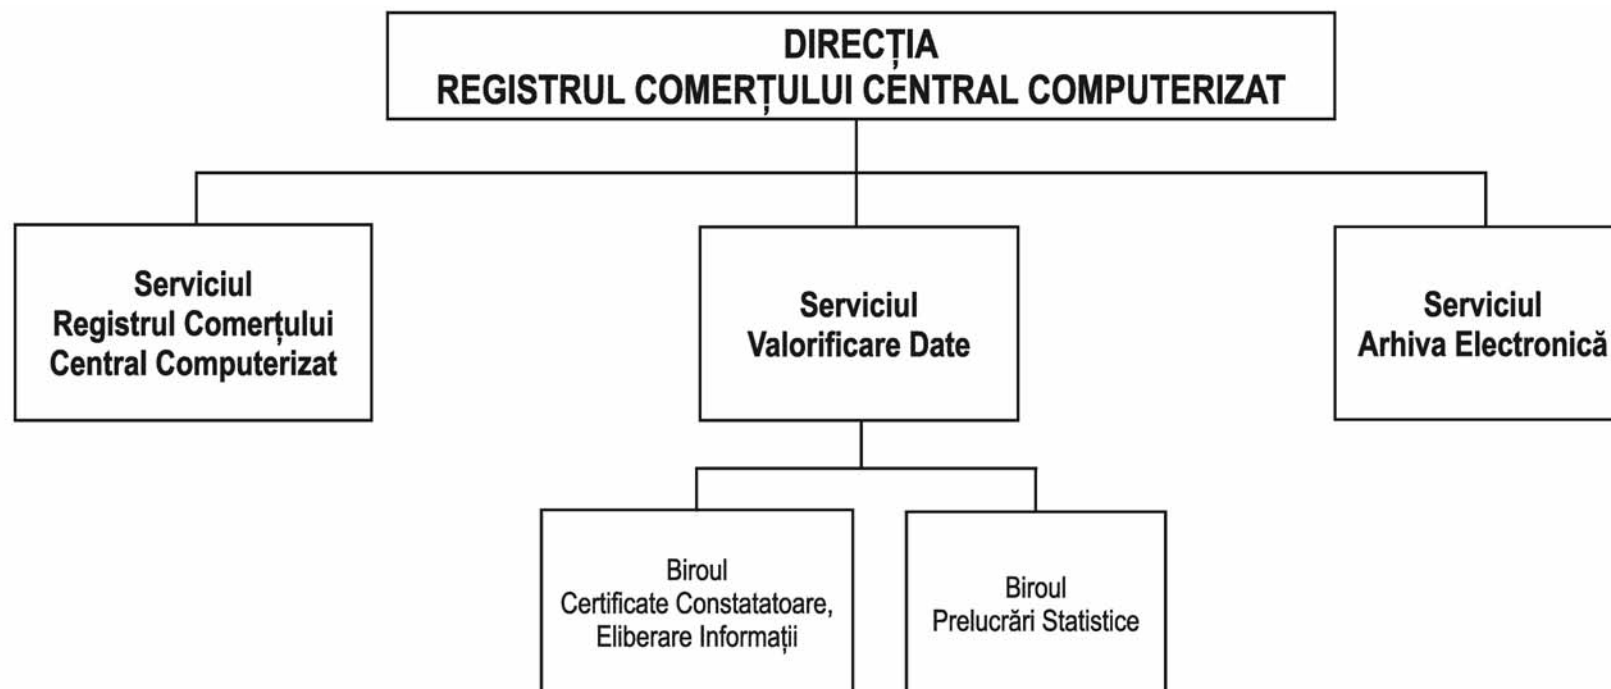 DIRECȚIA
REGISTRUL COMERȚULUI CENTRAL COMPUTERIZAT
Serviciul
Registrul Comerțului
Central Computerizat
Serviciul
Valorificare Date
Serviciul
Arhiva Electronică
Biroul
Certificate Constatatoare,
Eliberare Informații
Biroul
Prelucrări Statistice